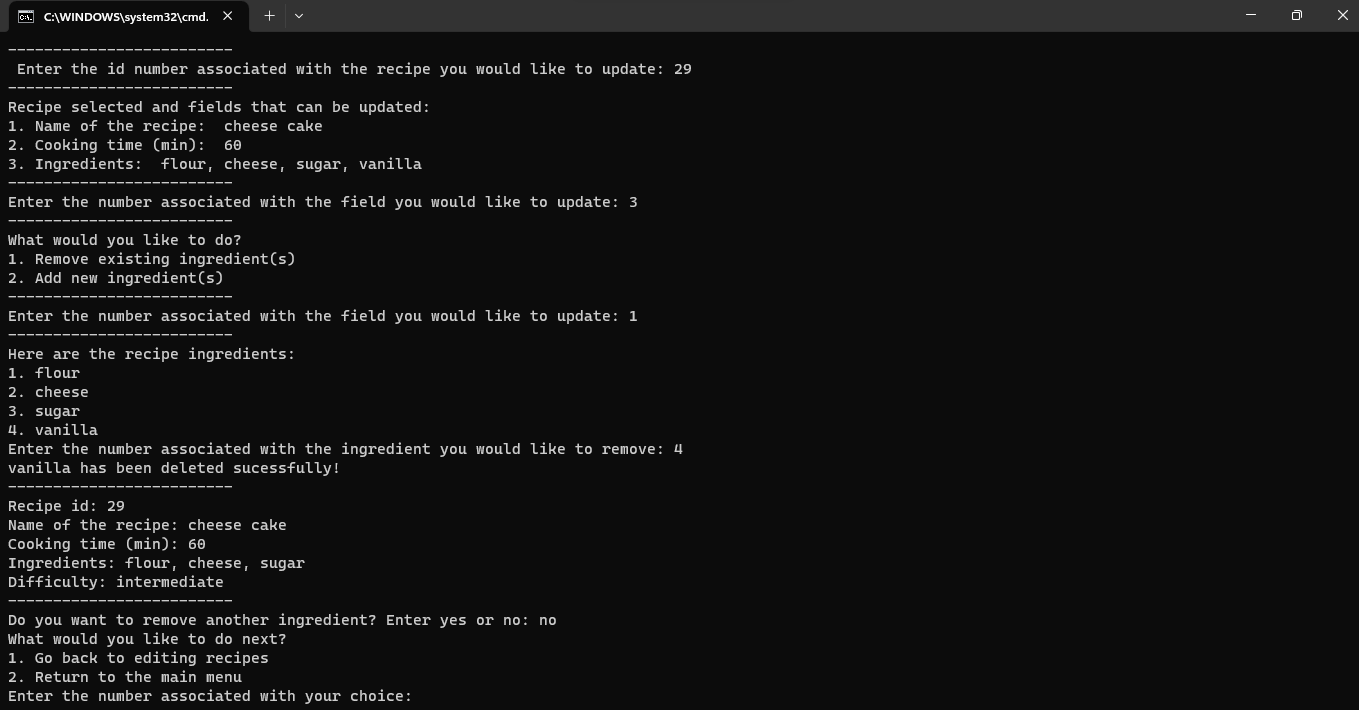 C:\WINDOWS\system32\cmd.
-------------------------
Enter the id number associated with the recipe you would like to update: 29
-------------------------
Recipe selected and fields that can be updated:
1. Name of the recipe:  cheese cake
2. Cooking time (min):  60
3. Ingredients:  flour, cheese, sugar, vanilla
-------------------------
Enter the number associated with the field you would like to update: 3
-------------------------
What would you like to do?
1. Remove existing ingredient(s)
2. Add new ingredient(s)
-------------------------
Enter the number associated with the field you would like to update: 1
-------------------------
Here are the recipe ingredients:
1. flour
2. cheese
3. sugar
4. vanilla
Enter the number associated with the ingredient you would like to remove: 4
vanilla has been deleted sucessfully!
-------------------------
Recipe id: 29
Name of the recipe: cheese cake
Cooking time (min): 60
Ingredients: flour, cheese, sugar
Difficulty: intermediate
-------------------------
Do you want to remove another ingredient? Enter yes or no: no
What would you like to do next?
1. Go back to editing recipes
2. Return to the main menu
Enter the number associated with your choice: